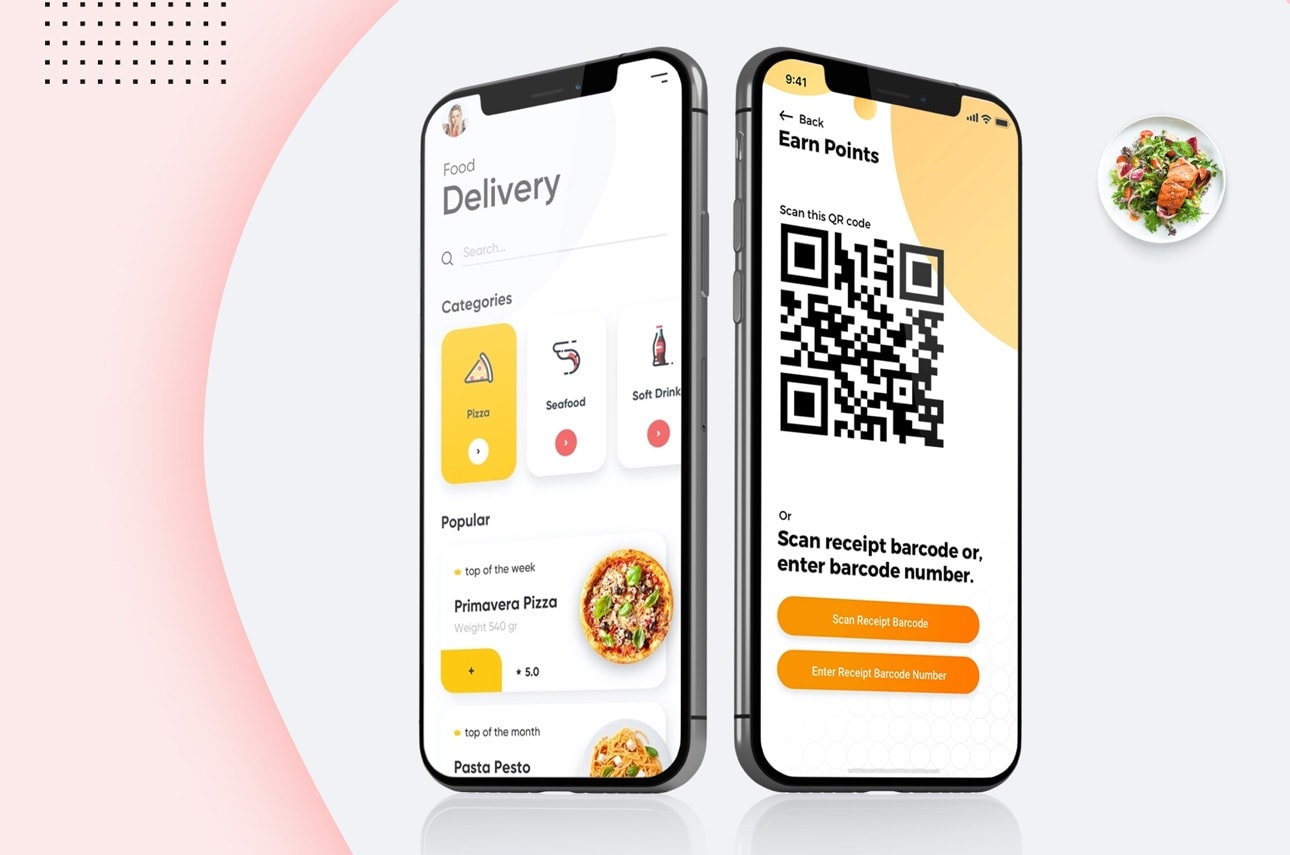 Food
Delivery
Search...
Categories
Pizza
Seafood
Soft Drink
Popular
top of the week
Primavera Pizza
Weight 540 gr
+
5.0
top of the month
Pasta Pesto
9:41
Back
Earn Points
Scan this QR code
Or
Scan receipt barcode or,
enter barcode number.
Scan Receipt Barcode
Enter Receipt Barcode Number